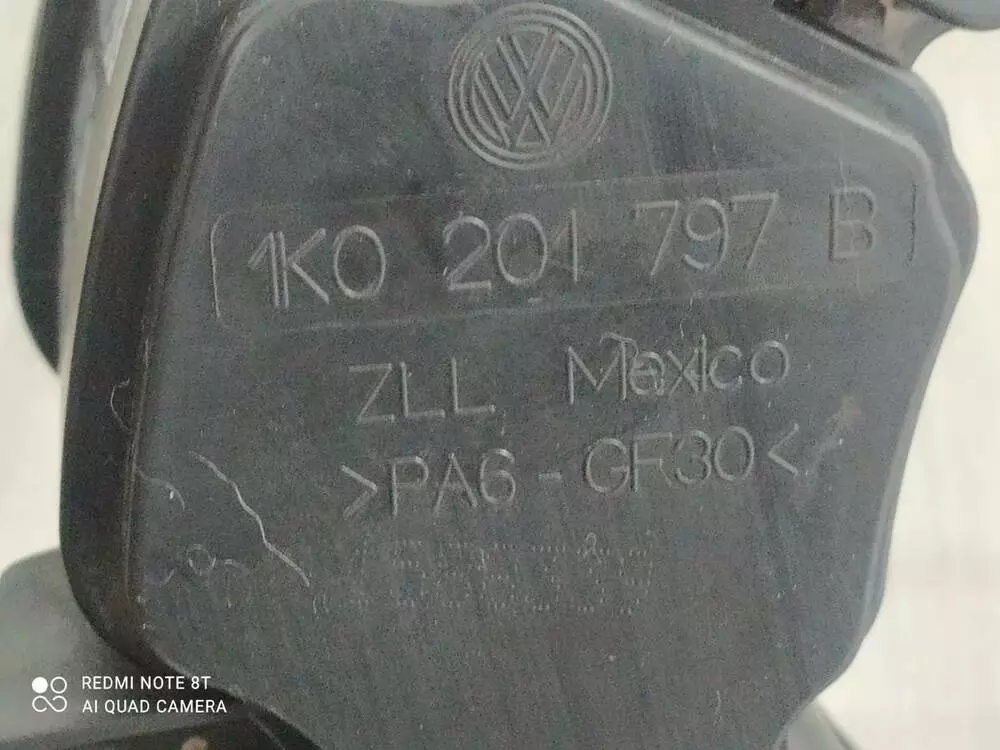 1K0 201 797 B
ZLL Mexico
>PA6-GF30<
REDMI NOTE 8T
AI QUAD CAMERA